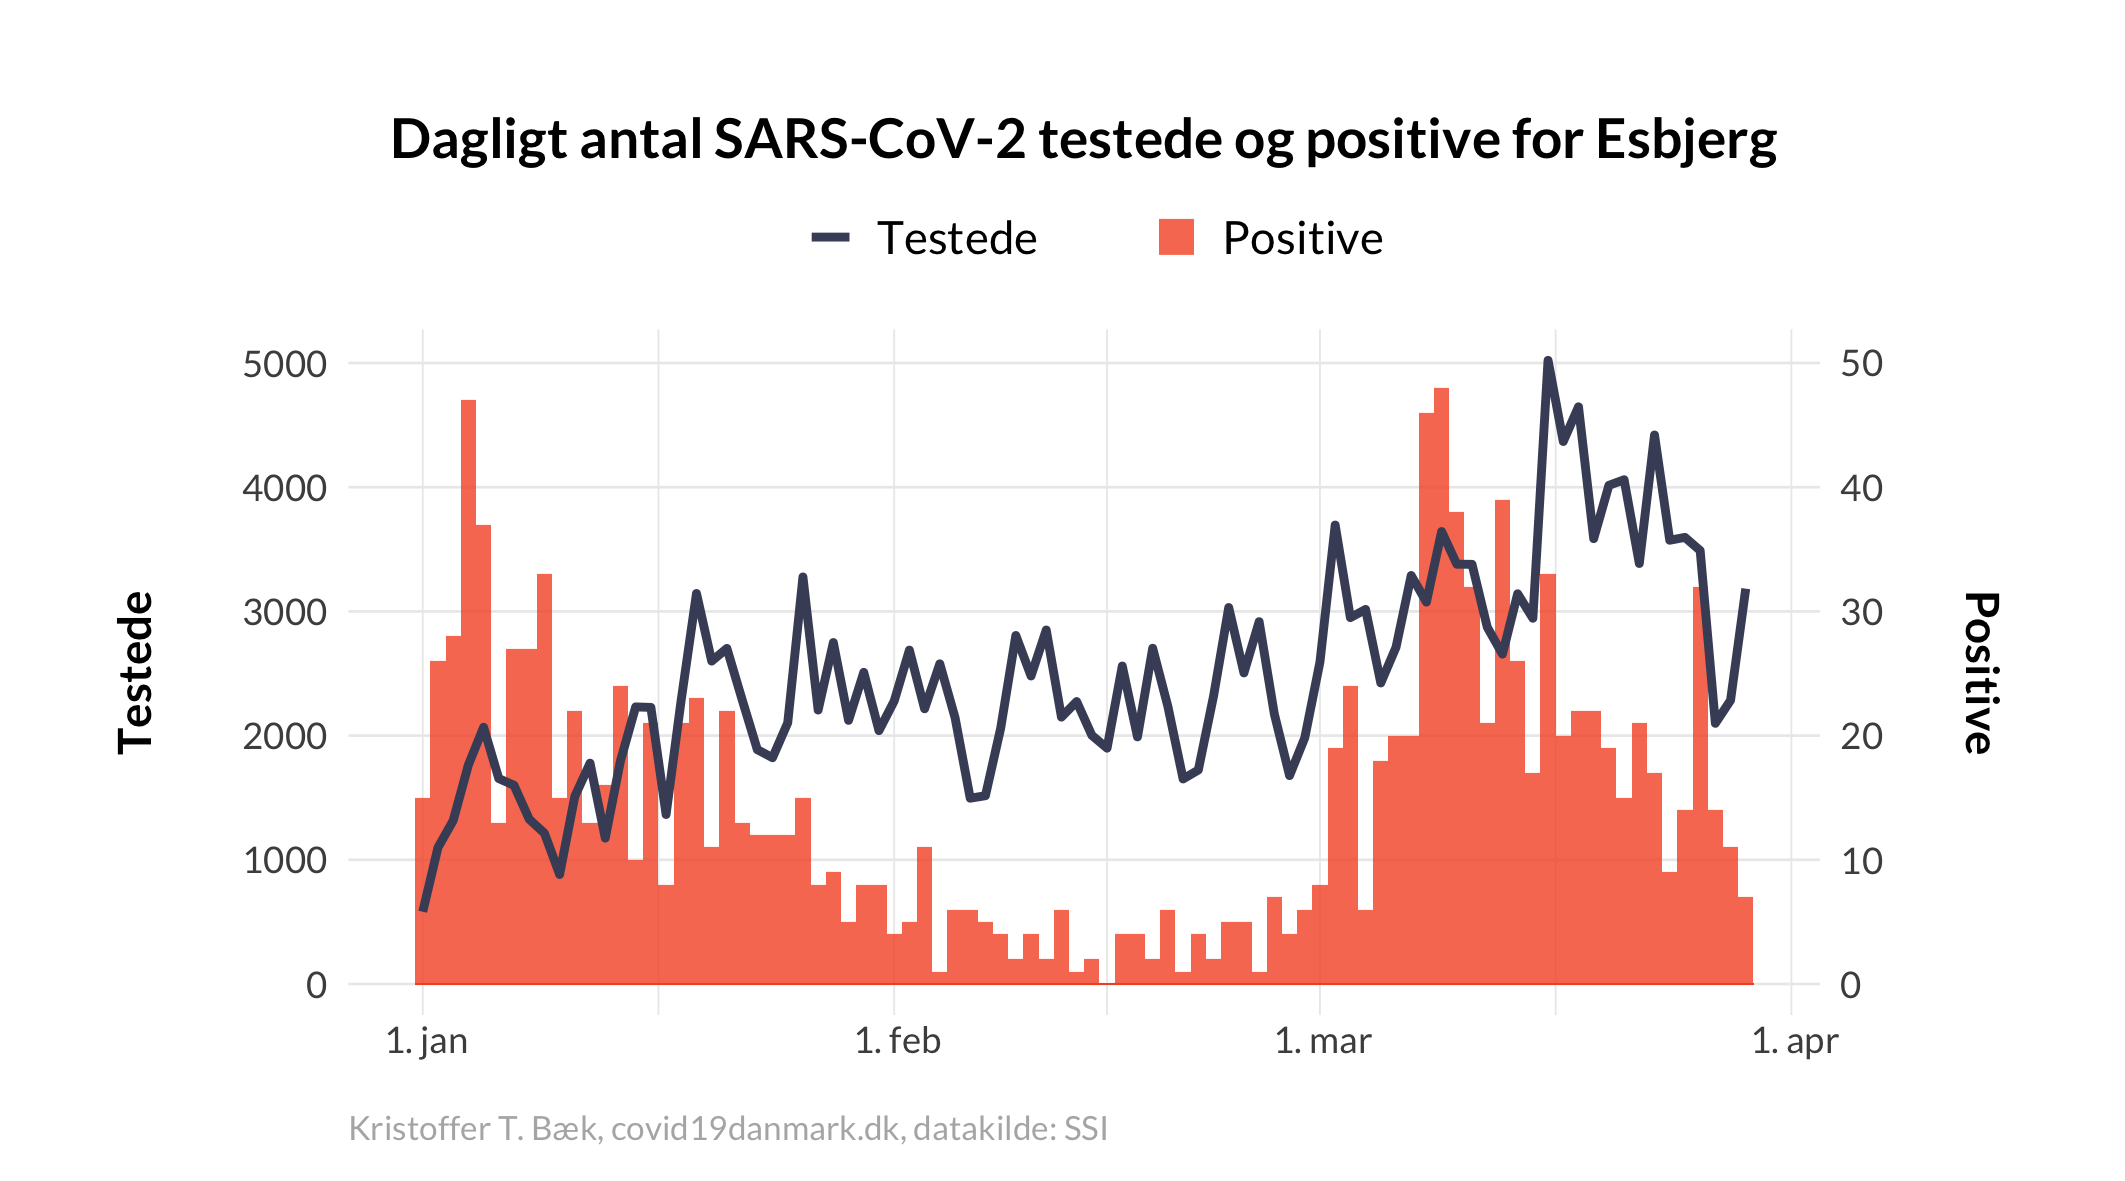 Dagligt antal SARS-CoV-2 testede og positive for Esbjerg
Testede
Positive
5000
4000
3000
2000
1000
0
Testede
50
40
30
20
10
0
Positive
1. jan
1. feb
1. mar
1. apr
Kristoffer T. Bæk, covid19danmark.dk, datakilde: SSI